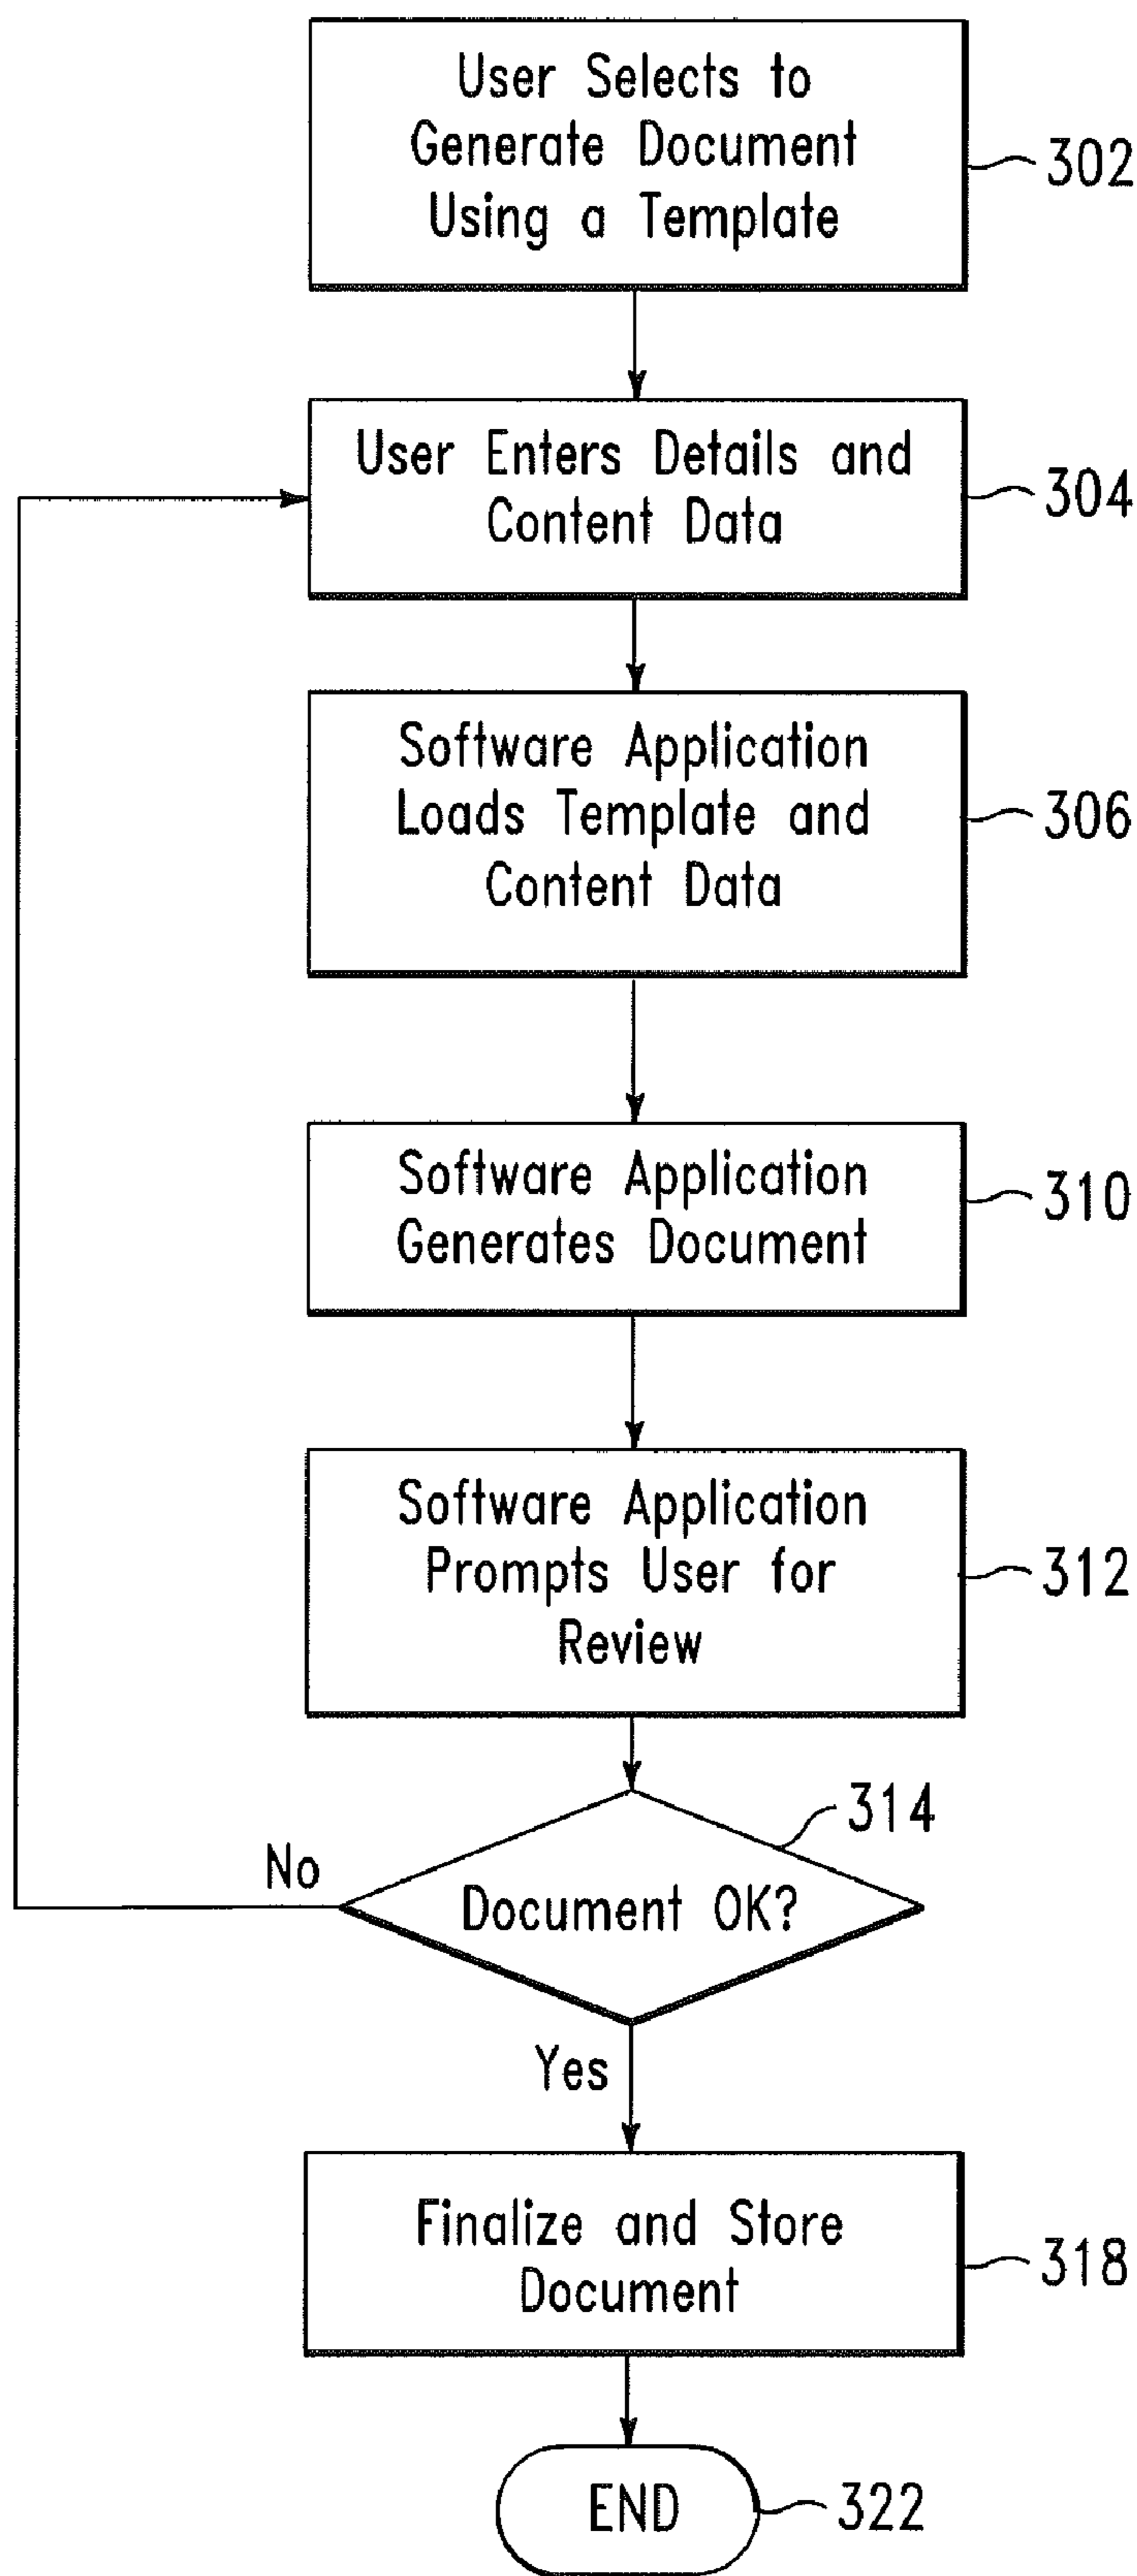 User Selects to
Generate Document
Using a Template
302
User Enters Details and
Content Data
304
Software Application
Loads Template and
Content Data
306
Software Application
Generates Document
310
Software Application
Prompts User for
Review
312
314
Document OK?
No
Yes
Finalize and Store
Document
318
END
322